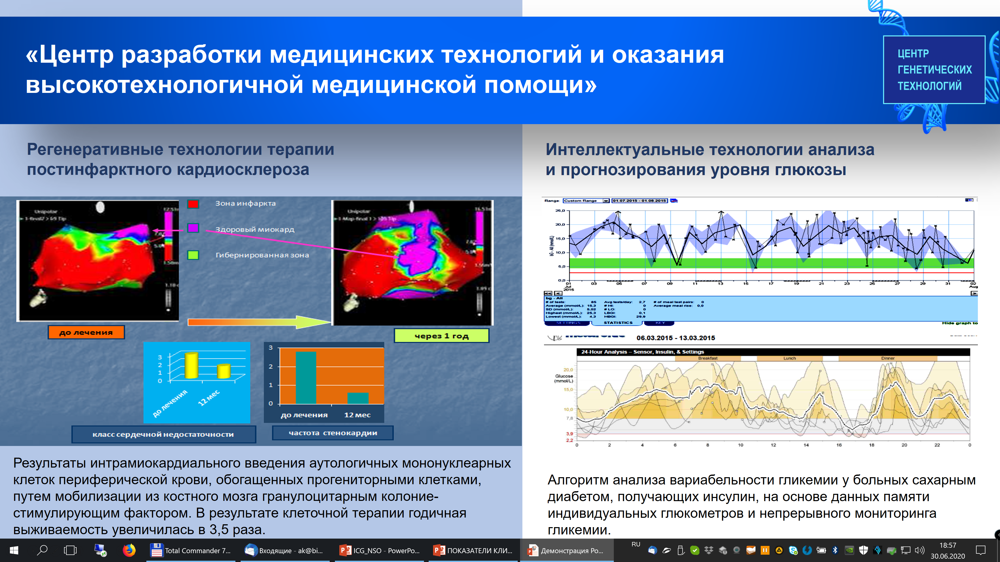 «Центр разработки медицинских технологий и оказания
высокотехнологичной медицинской помощи»
ЦЕНТР
ГЕНЕТИЧЕСКИХ
ТЕХНОЛОГИЙ
Регенеративные технологии терапии
постинфарктного кардиосклероза
Unipolar
Зона инфаркта
Здоровый миокард
Гибернированная зона
Unipolar
до лечения
через 1 год
3
2
1
0
до лечения
12 мес
класс сердечной недостаточности
3
2
1
0
до лечения 12 мес
частота стенокардии
Результаты интрамиокардиального введения аутологичных мононуклеарных
клеток периферической крови, обогащенных прогениторными клетками,
путем мобилизации из костного мозга гранулоцитарным колоние-
стимулирующим фактором. В результате клеточной терапии годичная
выживаемость увеличилась в 3,5 раза.
Интеллектуальные технологии анализа
и прогнозирования уровня глюкозы
Range: Custom Range 01.07.2015 - 01.08.2015
25,0
20,0
15,0
10,0
5,0
0,0
bG - All (mmol/L)
01 03 05 07 09 11 13 15 17 19 21 23 25 27 29 31 02
Jul Aug
2015
bg - All
# of tests: 85 Avg tests/day: 2,7 # of meal test pairs: 0
Average (mmol/L): 15,3 # HI: 0 Average meal rise: 0,0
SD (mmol/L): 5,02 # LO: 0
Highest (mmol/L): 25,3 LBGI: 0,1
Lowest (mmol/L): 4,3 HBGI: 29,9
SETTINGS STATISTICS KEY Hide graph to
06.03.2015 - 13.03.2015
24-Hour Analysis – Sensor, Insulin, & Settings
Breakfast Lunch Dinner
Glucose
(mmol/L)
20,0
15,0
10,0
7,8
3,9
2,2
0 2 4 6 8 10 12 14 16 18 20 22 0
Алгоритм анализа вариабельности гликемии у больных сахарным
диабетом, получающих инсулин, на основе данных памяти
индивидуальных глюкометров и непрерывного мониторинга
гликемии.
Total Commander 7...
Входящие - ak@bi...
ICG_NSO - PowerPo...
ПОКАЗАТЕЛИ КЛИ...
Демонстрация Po...
RU
18:57
30.06.2020